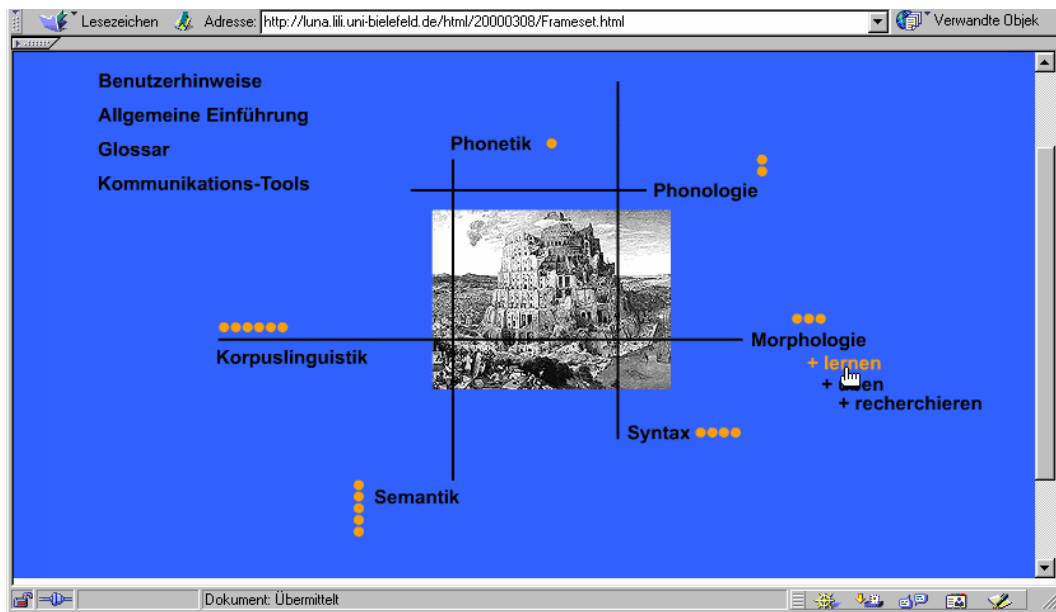 Lesezeichen Adresse: http://luna.lili.uni-bielefeld.de/html/20000308/Frameset.html Verwandte Objek
Benutzerhinweise
Allgemeine Einführung
Glossar
Kommunikations-Tools
Phonetik
Phonologie
Korpuslinguistik
Morphologie
+ lernen
+
+ recherchieren
Syntax
Semantik
Dokument: Übermittelt